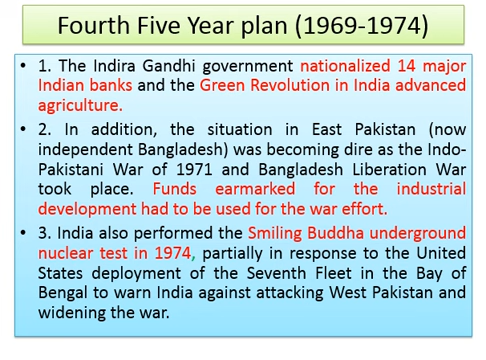 Fourth Five Year plan (1969-1974)
• 1. The Indira Gandhi government nationalized 14 major
Indian banks and the Green Revolution in India advanced
agriculture.
• 2. In addition, the situation in East Pakistan (now
independent Bangladesh) was becoming dire as the Indo-
Pakistani War of 1971 and Bangladesh Liberation War
took place. Funds earmarked for the industrial
development had to be used for the war effort.
• 3. India also performed the Smiling Buddha underground
nuclear test in 1974, partially in response to the United
States deployment of the Seventh Fleet in the Bay of
Bengal to warn India against attacking West Pakistan and
widening the war.